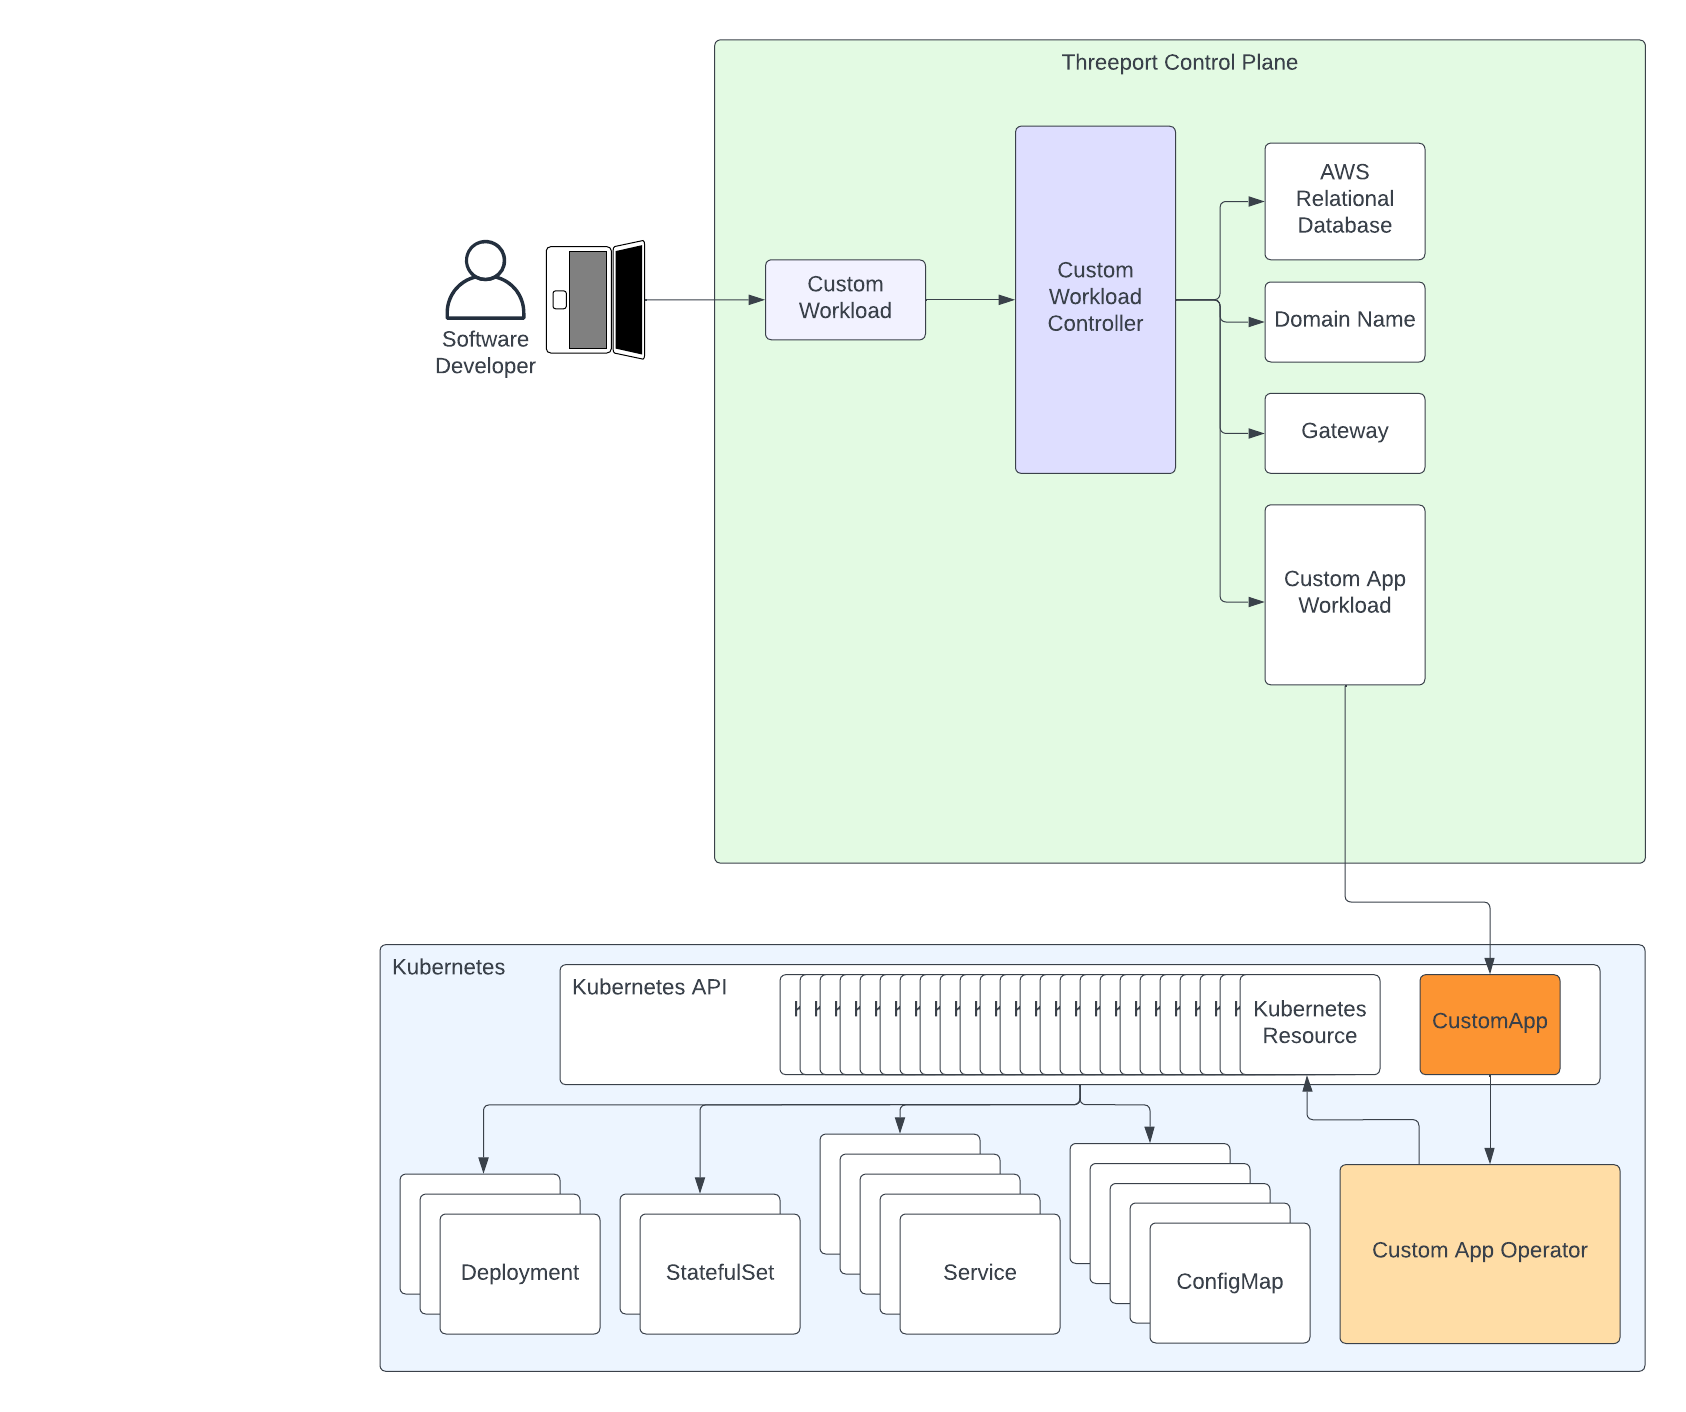 Threeport Control Plane
AWS
Relational
Database
Custom
Workload
Controller
Custom
Workload
Domain Name
Software
Developer
Gateway
Custom App
Workload
Kubernetes
Kubernetes API
Kubernetes
Resource
CustomApp
Deployment
StatefulSet
Service
ConfigMap
Custom App Operator